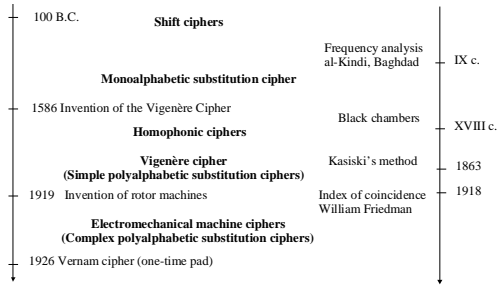 100 B.C.
Shift ciphers
Frequency analysis
al-Kindi, Baghdad
IX c.
Monoalphabetic substitution cipher
1586 Invention of the Vigenère Cipher
Black chambers
XVIII c.
Homophonic ciphers
Vigenère cipher
(Simple polyalphabetic substitution ciphers)
Kasiski's method
1863
1919 Invention of rotor machines
Index of coincidence
William Friedman
1918
Electromechanical machine ciphers
(Complex polyalphabetic substitution ciphers)
1926 Vernam cipher (one-time pad)